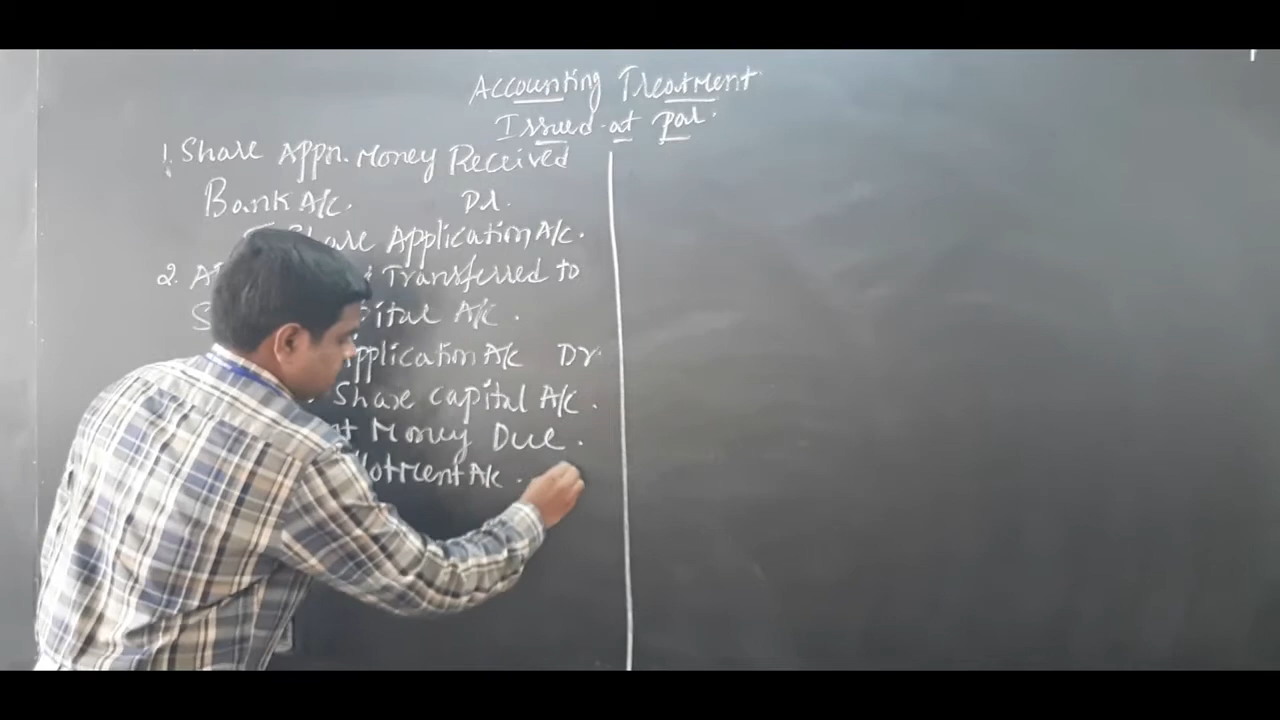 Accounting Treatment
Issued at par.
1. Share Appn. Money Received
Bank A/c. Dr.
Share Application A/c.
2. Transferred to
A/c.
Application A/c Dr.
Share capital A/c.
Money Due.
A/c.